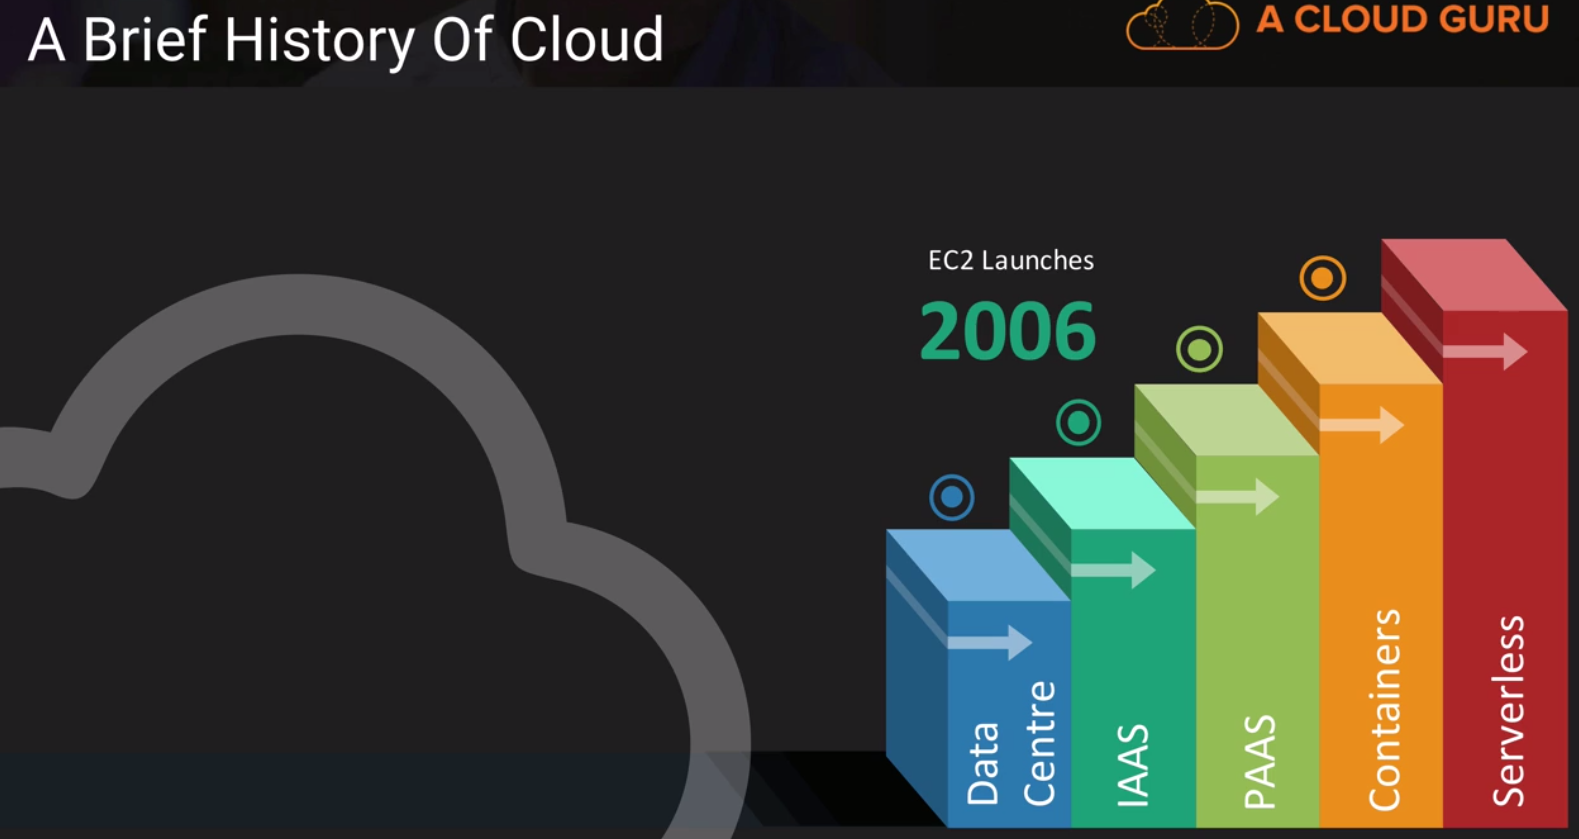 A Brief History Of Cloud
A CLOUD GURU
EC2 Launches
2006
Data
Centre
IAAS
PAAS
Containers
Serverless